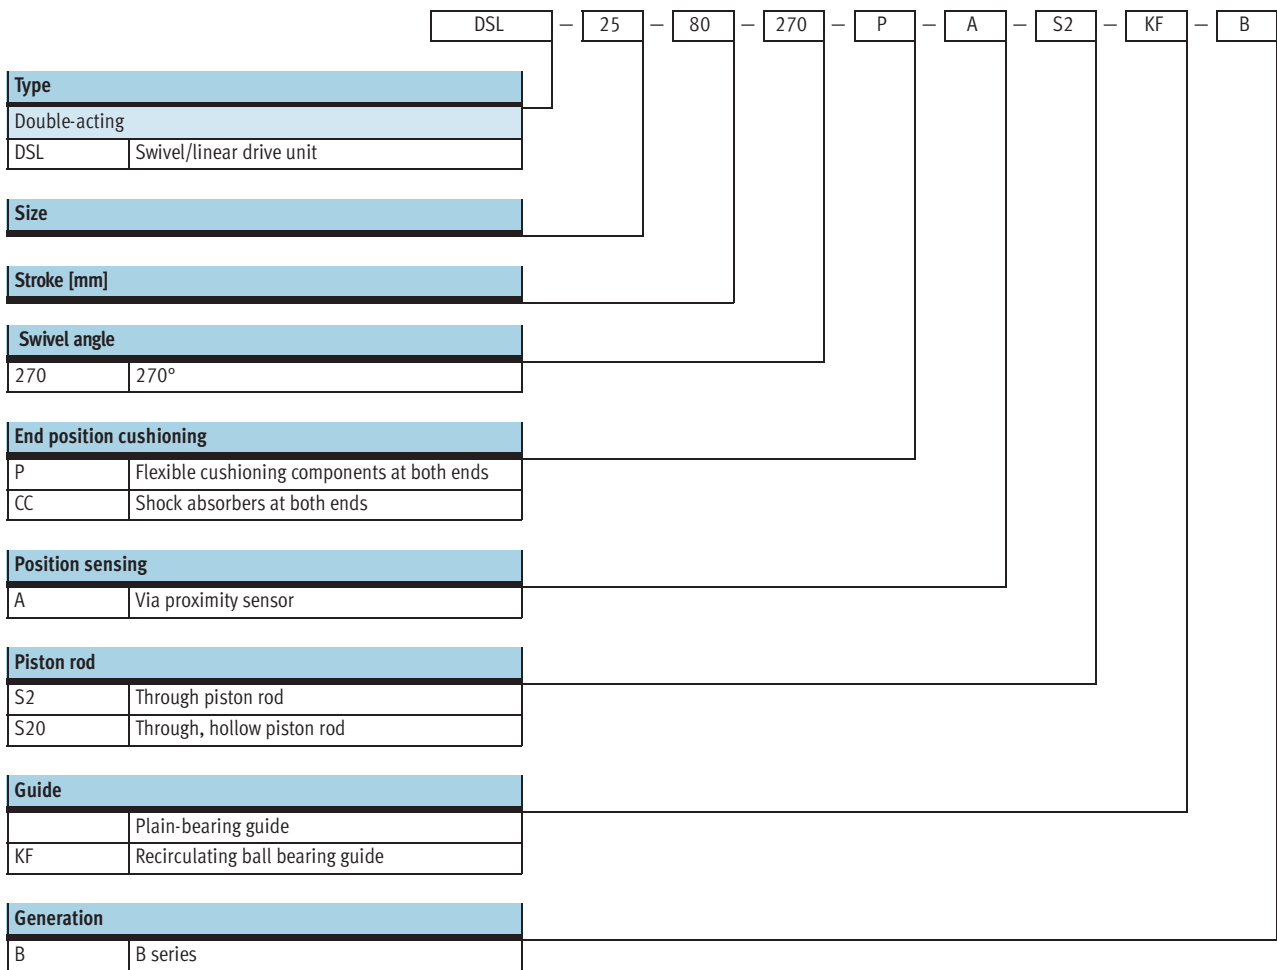 DSL – 25 – 80 – 270 – P – A – S2 – KF – B
Type
Double-acting
DSL Swivel/linear drive unit
Size
Stroke [mm]
Swivel angle
270 270°
End position cushioning
P Flexible cushioning components at both ends
CC Shock absorbers at both ends
Position sensing
A Via proximity sensor
Piston rod
S2 Through piston rod
S20 Through, hollow piston rod
Guide
Plain-bearing guide
KF Recirculating ball bearing guide
Generation
B B series